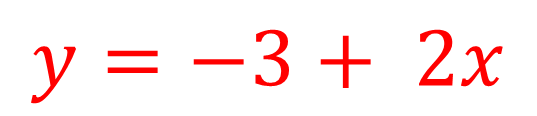 y = −3 + 2x